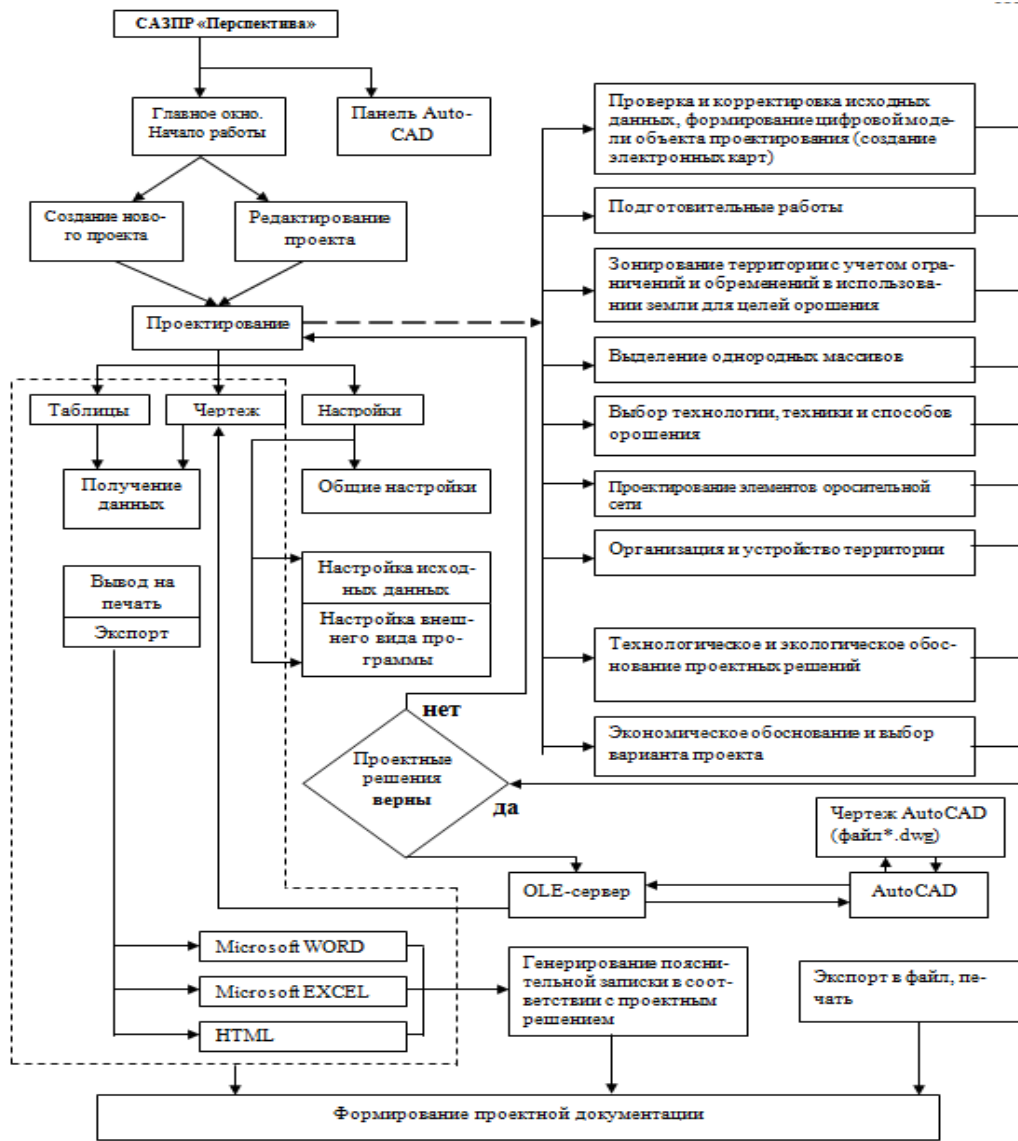 САЗПР «Перспектива»
Главное окно.
Начало работы
Панель Auto-
CAD
Создание ново-
го проекта
Редактирование
проекта
Проектирование
Таблицы
Чертеж
Настройки
Получение
данных
Общие настройки
Вывод на
печать
Экспорт
Настройка исход-
ных данных
Настройка внеш-
него вида про-
граммы
Проверка и корректировка исходных
данных, формирование цифровой моде-
ли объекта проектирования (создание
электронных карт)
Подготовительные работы
Зонирование территории с учетом огра-
ничений и обременений в использова-
нии земли для целей орошения
Выделение однородных массивов
Выбор технологии, техники и способов
орошения
Проектирование элементов оросительной
сети
Организация и устройство территории
Технологическое и экологическое обос-
нование проектных решений
Экономическое обоснование и выбор
варианта проекта
нет
Проектные
решения
верны
да
Чертеж AutoCAD
(файл*.dwg)
OLE-сервер
AutoCAD
Microsoft WORD
Microsoft EXCEL
HTML
Генерирование поясни-
тельной записки в соот-
ветствии с проектным
решением
Экспорт в файл, пе-
чать
Формирование проектной документации